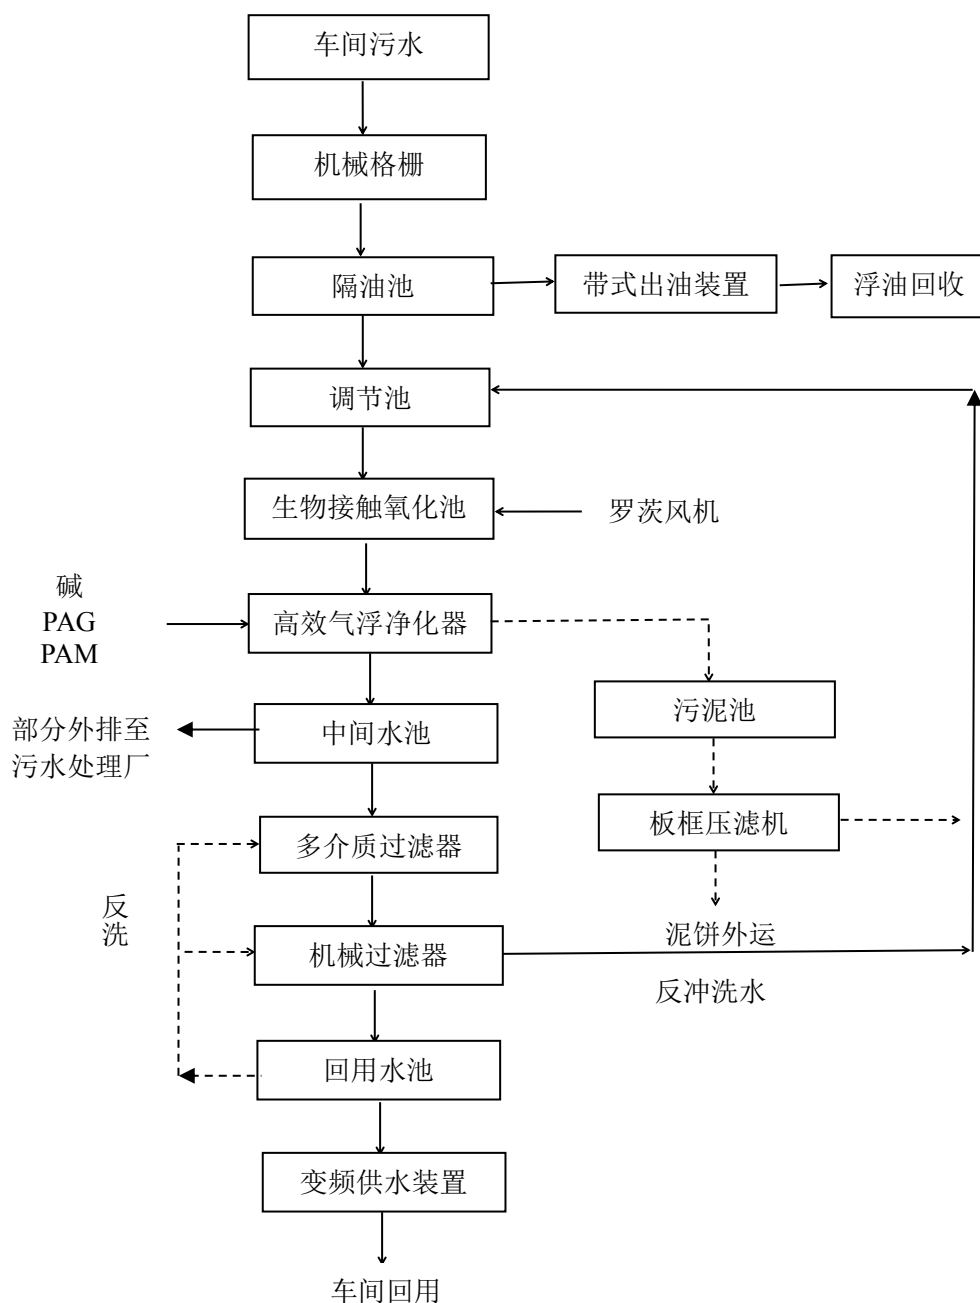 车间污水
机械格栅
隔油池
带式出油装置
浮油回收
调节池
生物接触氧化池
罗茨风机
碱
PAG
PAM
高效气浮净化器
污泥池
部分外排至
污水处理厂
中间水池
板框压滤机
多介质过滤器
反
洗
泥饼外运
机械过滤器
反冲洗水
回用水池
变频供水装置
车间回用